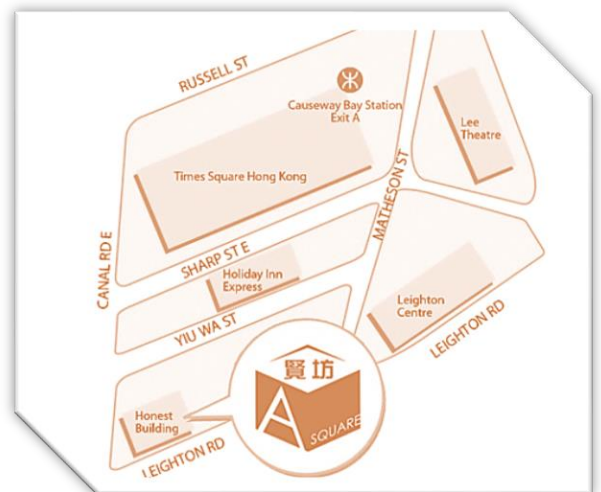 RUSSELL ST
Causeway Bay Station
Exit A
Lee
Theatre
Times Square Hong Kong
MATHESON ST
CANAL RD E
SHARP ST E
Holiday Inn
Express
YIU WA ST
Leighton
Centre
LEIGHTON RD
賢坊
A
SQUARE
Honest
Building
LEIGHTON RD